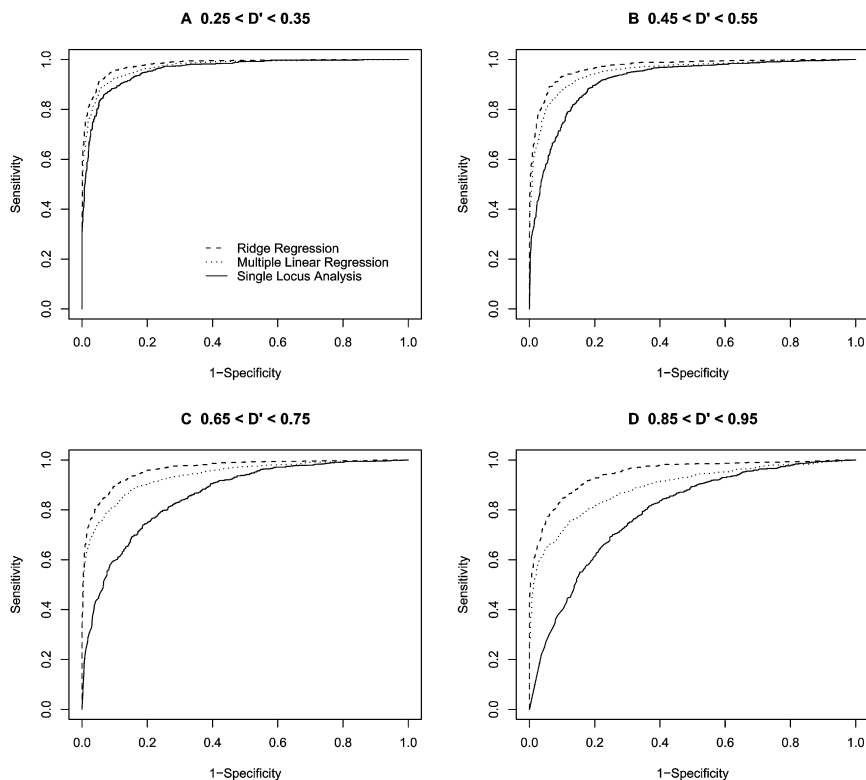 A 0.25 < D' < 0.35
Sensitivity
0.0 0.2 0.4 0.6 0.8 1.0
Ridge Regression
Multiple Linear Regression
Single Locus Analysis
0.0 0.2 0.4 0.6 0.8 1.0
1−Specificity
B 0.45 < D' < 0.55
Sensitivity
0.0 0.2 0.4 0.6 0.8 1.0
0.0 0.2 0.4 0.6 0.8 1.0
1−Specificity
C 0.65 < D' < 0.75
Sensitivity
0.0 0.2 0.4 0.6 0.8 1.0
0.0 0.2 0.4 0.6 0.8 1.0
1−Specificity
D 0.85 < D' < 0.95
Sensitivity
0.0 0.2 0.4 0.6 0.8 1.0
0.0 0.2 0.4 0.6 0.8 1.0
1−Specificity